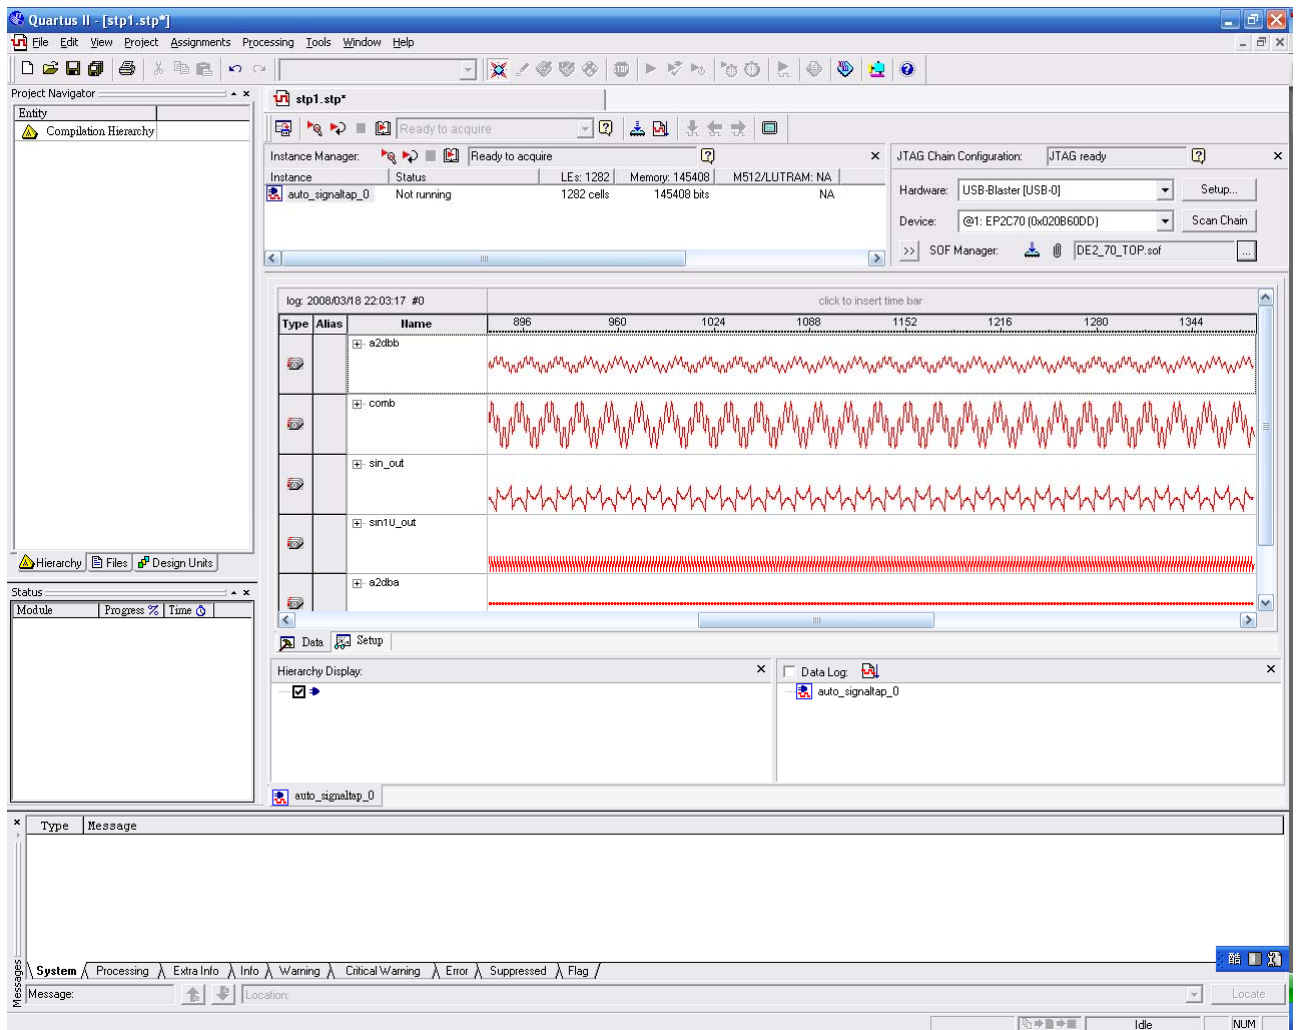 Quartus II - [stp1.stp*]
File Edit View Project Assignments Processing Tools Window Help
Project Navigator
Entity
Compilation Hierarchy
Hierarchy Files Design Units
Status
Module Progress % Time
stp1.stp*
Ready to acquire
Instance Manager: Ready to acquire
Instance Status LEs: 1282 Memory: 145408 M512/LUTRAM: NA
auto_signaltap_0 Not running 1282 cells 145408 bits NA
JTAG Chain Configuration: JTAG ready
Hardware: USB-Blaster [USB-0] Setup...
Device: @1: EP2C70 (0x020B60DD) Scan Chain
>> SOF Manager: DE2_70_TOP.sof ...
log: 2008/03/18 22:03:17 #0 click to insert time bar
Type Alias Name 896 960 1024 1088 1152 1216 1280 1344
a2dbb
comb
sin_out
sin10_out
a2dba
Data Setup
Hierarchy Display:
Data Log:
auto_signaltap_0
auto_signaltap_0
Type Message
Messages
System Processing Extra Info Info Warning Critical Warning Error Suppressed Flag
酷
Message: Location: Locate
Idle NUM